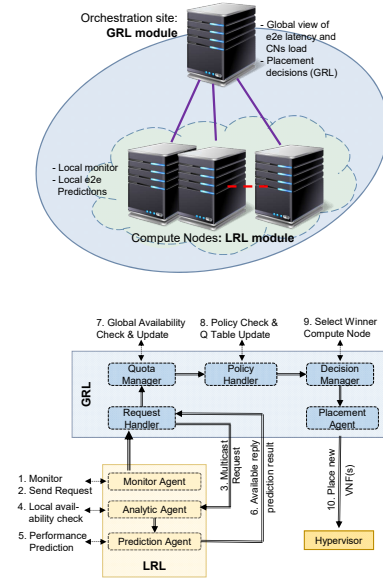 Orchestration site:
GRL module
- Global view of
e2e latency and
CNs load
- Placement
decisions (GRL)
- Local monitor
- Local e2e
Predictions
Compute Nodes: LRL module
7. Global Availability
Check & Update
8. Policy Check &
Q Table Update
9. Select Winner
Compute Node
GRL
Quota
Manager
Policy
Handler
Decision
Manager
Request
Handler
Placement
Agent
3. Multicast
Request
6. Available reply
prediction result
10. Place new
VNF(s)
1. Monitor
2. Send Request
4. Local avail-
ability check
5. Performance
Prediction
Monitor Agent
Analytic Agent
Prediction Agent
LRL
Hypervisor